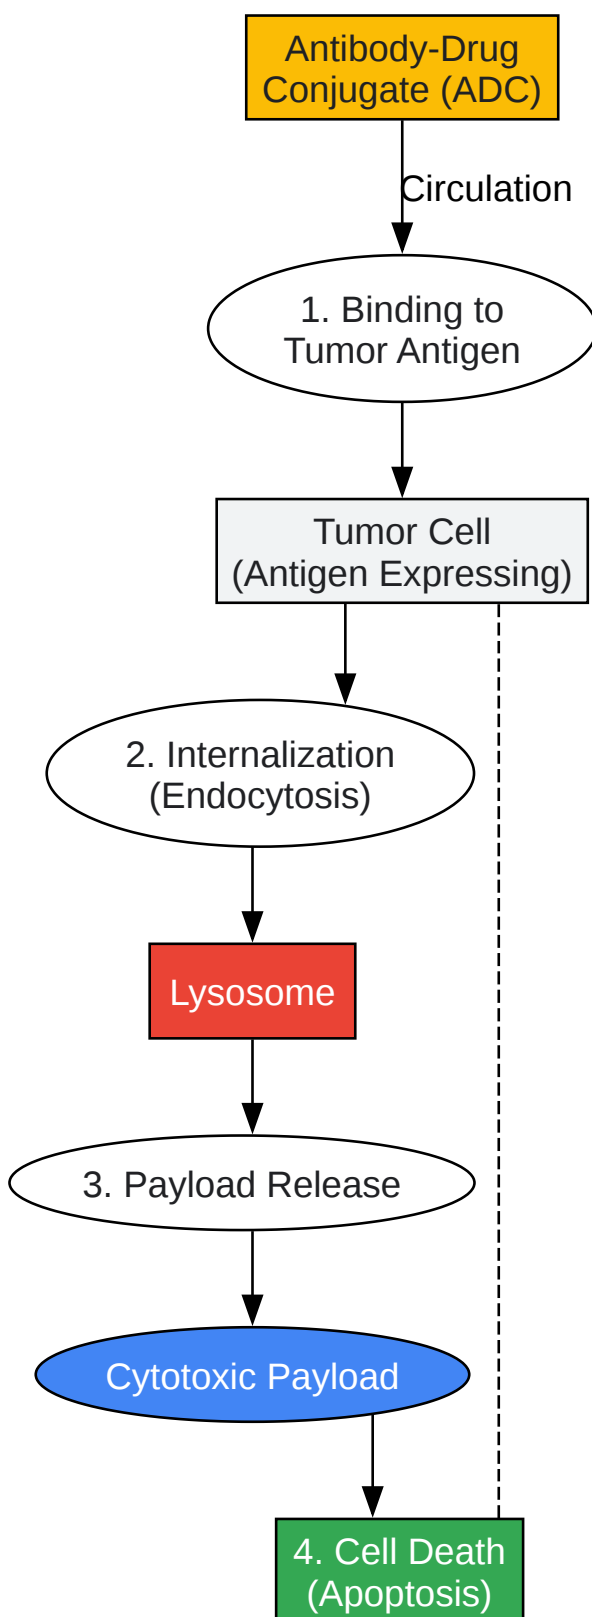 Antibody-Drug
Conjugate (ADC)
Circulation
1. Binding to
Tumor Antigen
Tumor Cell
(Antigen Expressing)
2. Internalization
(Endocytosis)
Lysosome
3. Payload Release
Cytotoxic Payload
4. Cell Death
(Apoptosis)